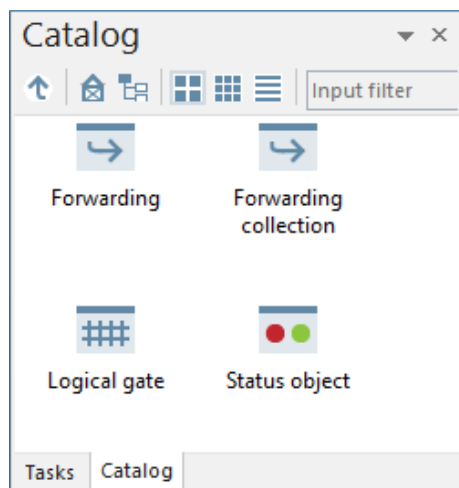 Catalog
Input filter
Forwarding
Forwarding
collection
Logical gate
Status object
Tasks
Catalog